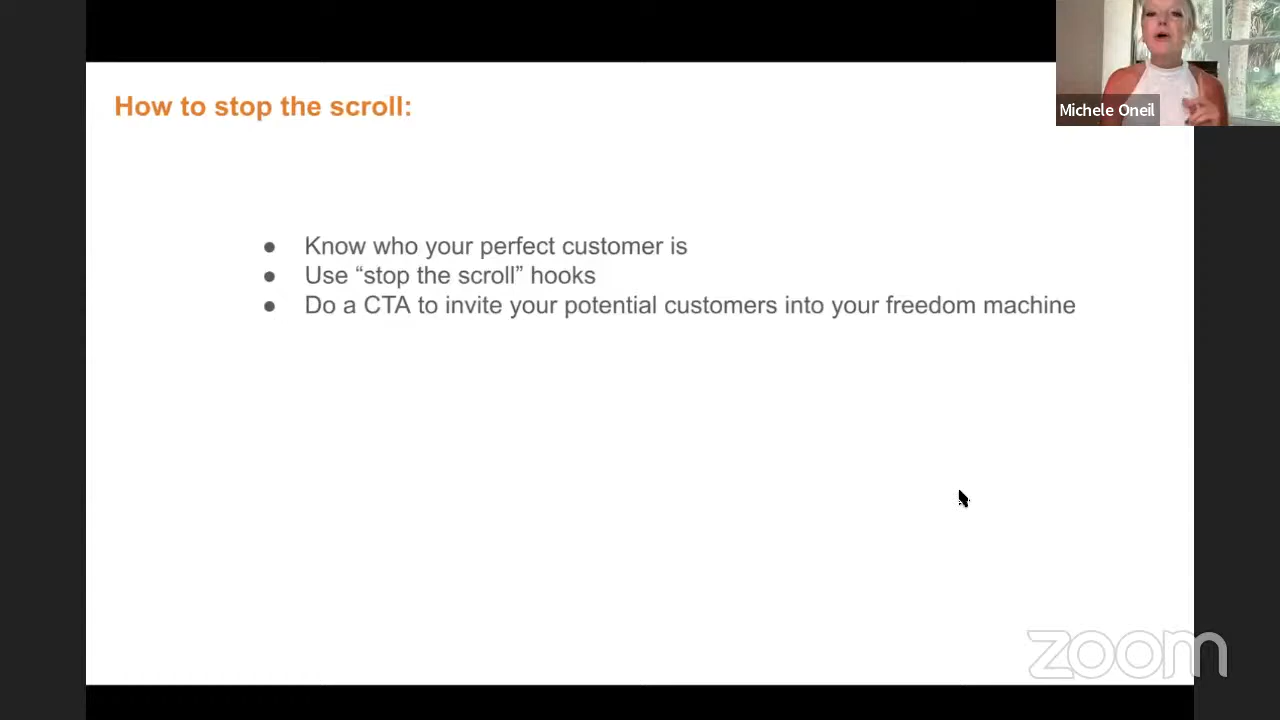 How to stop the scroll:
Michele Oneil
● Know who your perfect customer is
● Use “stop the scroll” hooks
● Do a CTA to invite your potential customers into your freedom machine
zoom